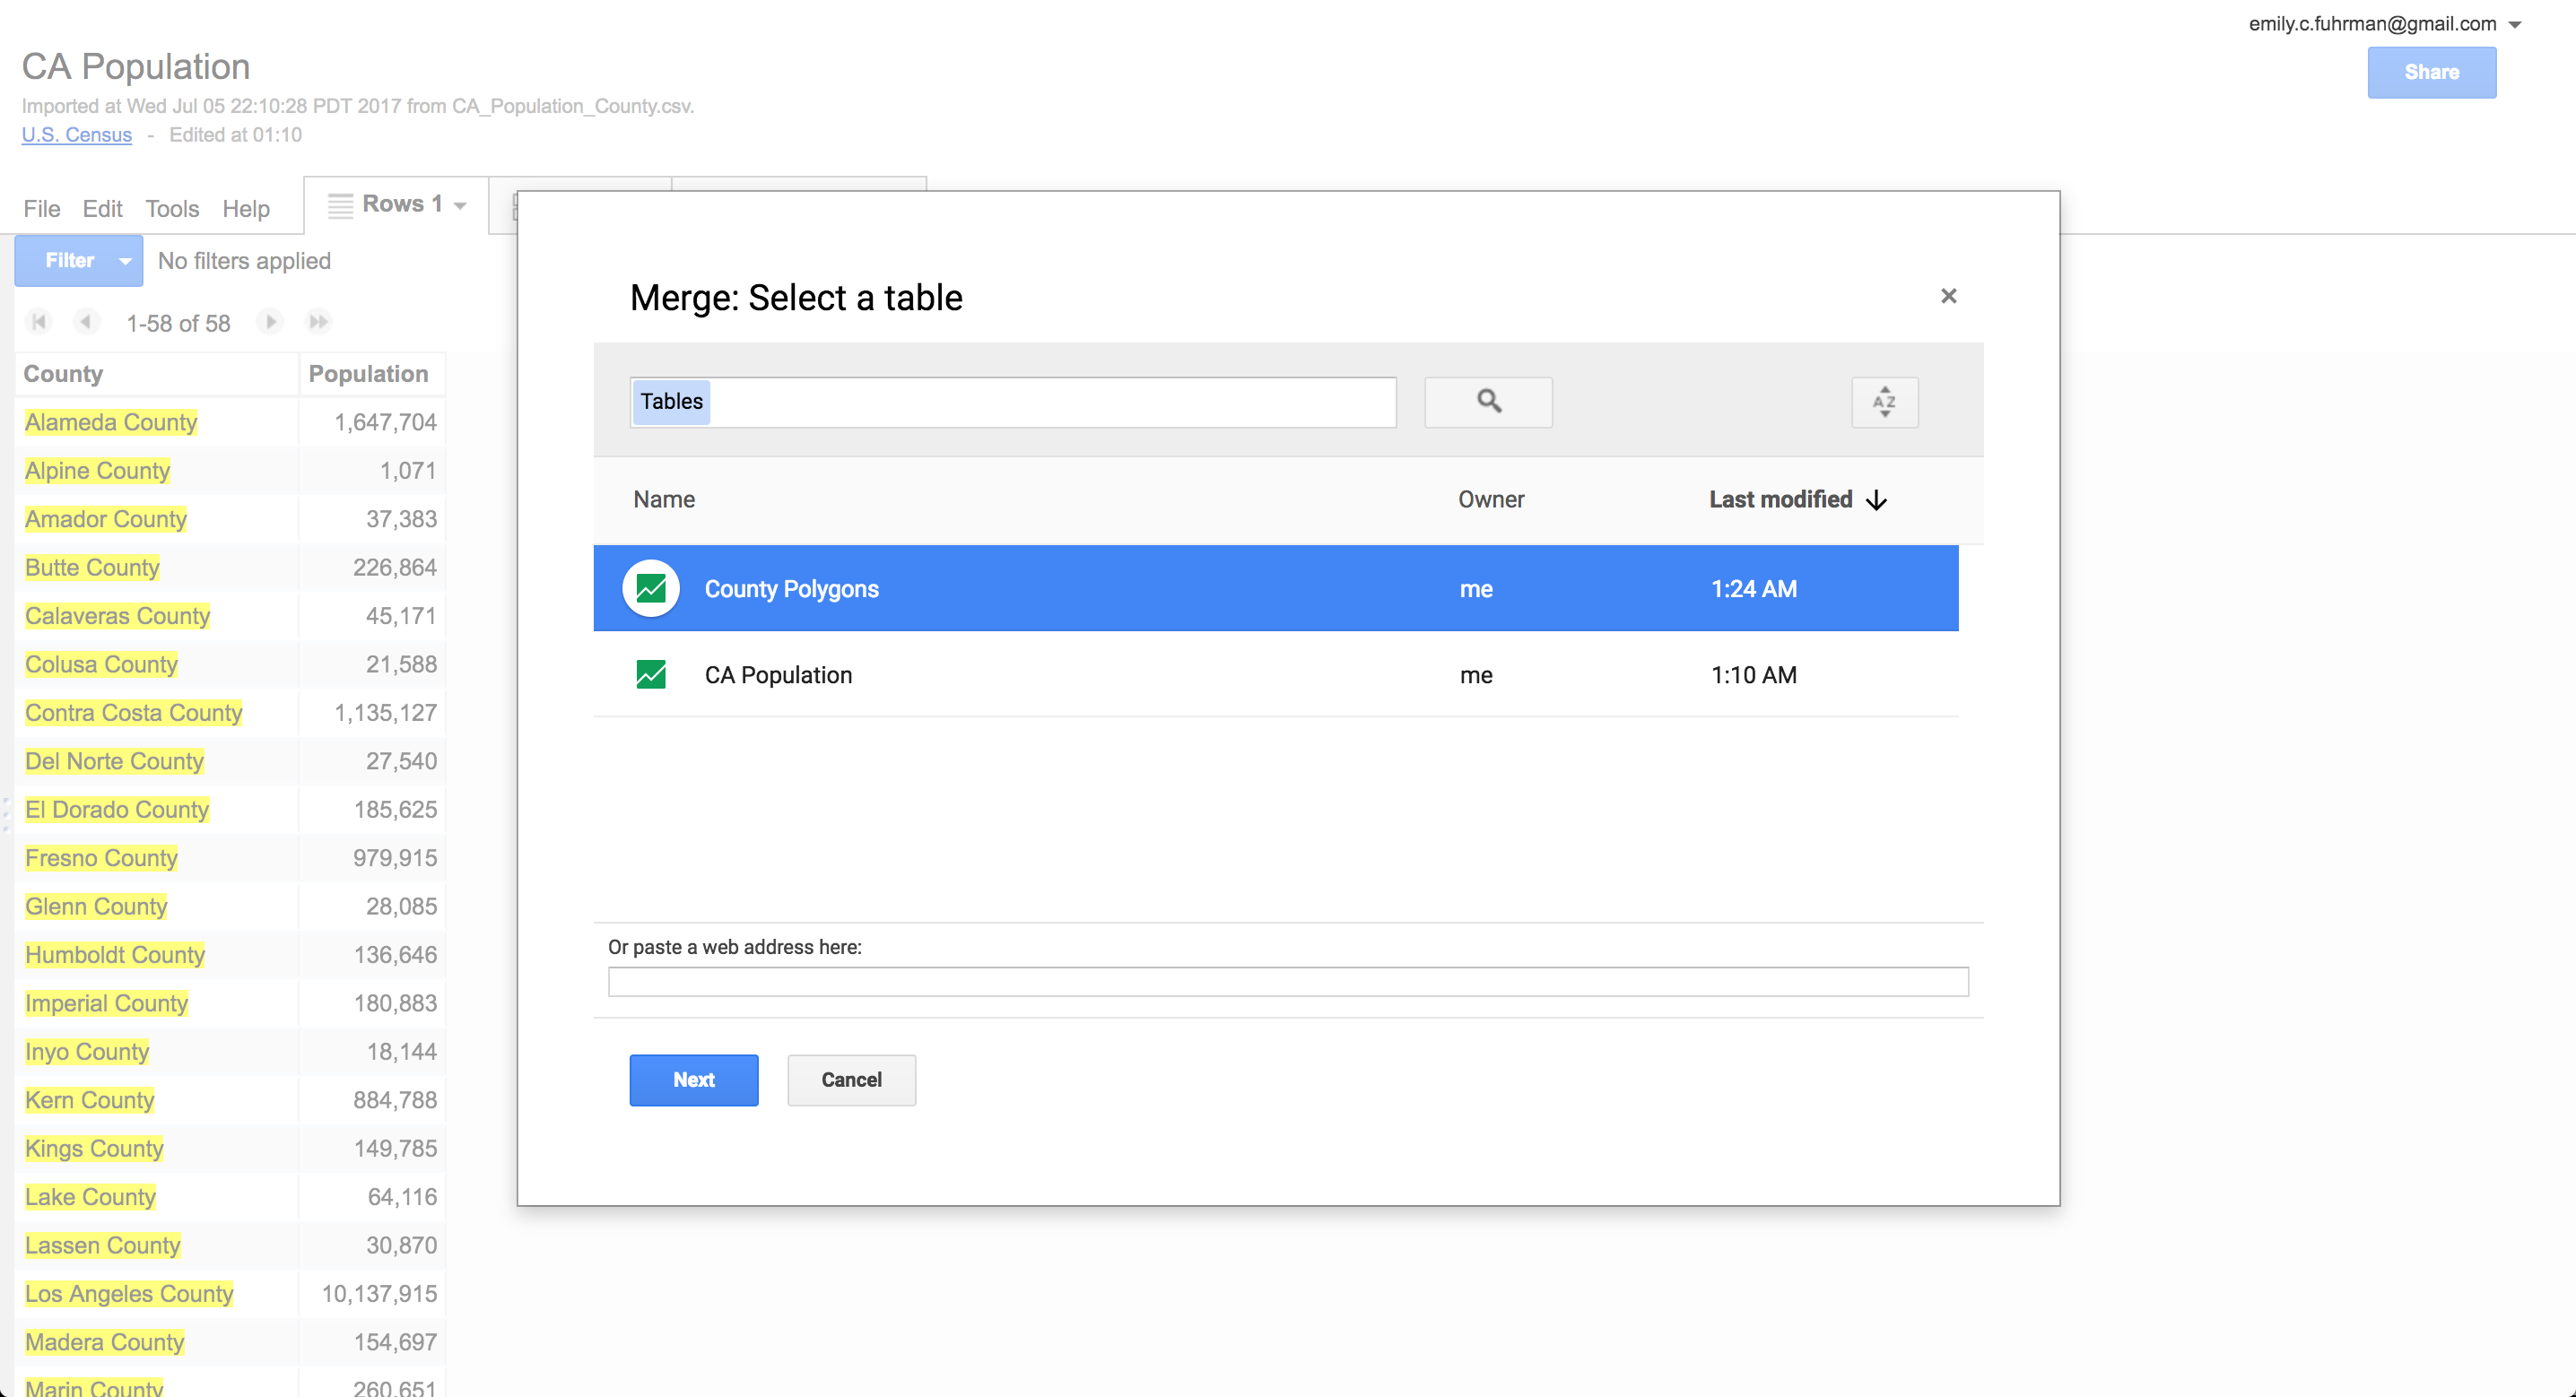 emily.c.fuhrman@gmail.com
CA Population
Share
Imported at Wed Jul 05 22:10:28 PDT 2017 from CA_Population_County.csv.
U.S. Census - Edited at 01:10
File Edit Tools Help Rows 1
Filter No filters applied
1-58 of 58
County Population
Alameda County 1,647,704
Alpine County 1,071
Amador County 37,383
Butte County 226,864
Calaveras County 45,171
Colusa County 21,588
Contra Costa County 1,135,127
Del Norte County 27,540
El Dorado County 185,625
Fresno County 979,915
Glenn County 28,085
Humboldt County 136,646
Imperial County 180,883
Inyo County 18,144
Kern County 884,788
Kings County 149,785
Lake County 64,116
Lassen County 30,870
Los Angeles County 10,137,915
Madera County 154,697
Marin County 260,651
Merge: Select a table
Tables
AZ
Name Owner Last modified
County Polygons me 1:24 AM
CA Population me 1:10 AM
Or paste a web address here:
Next Cancel